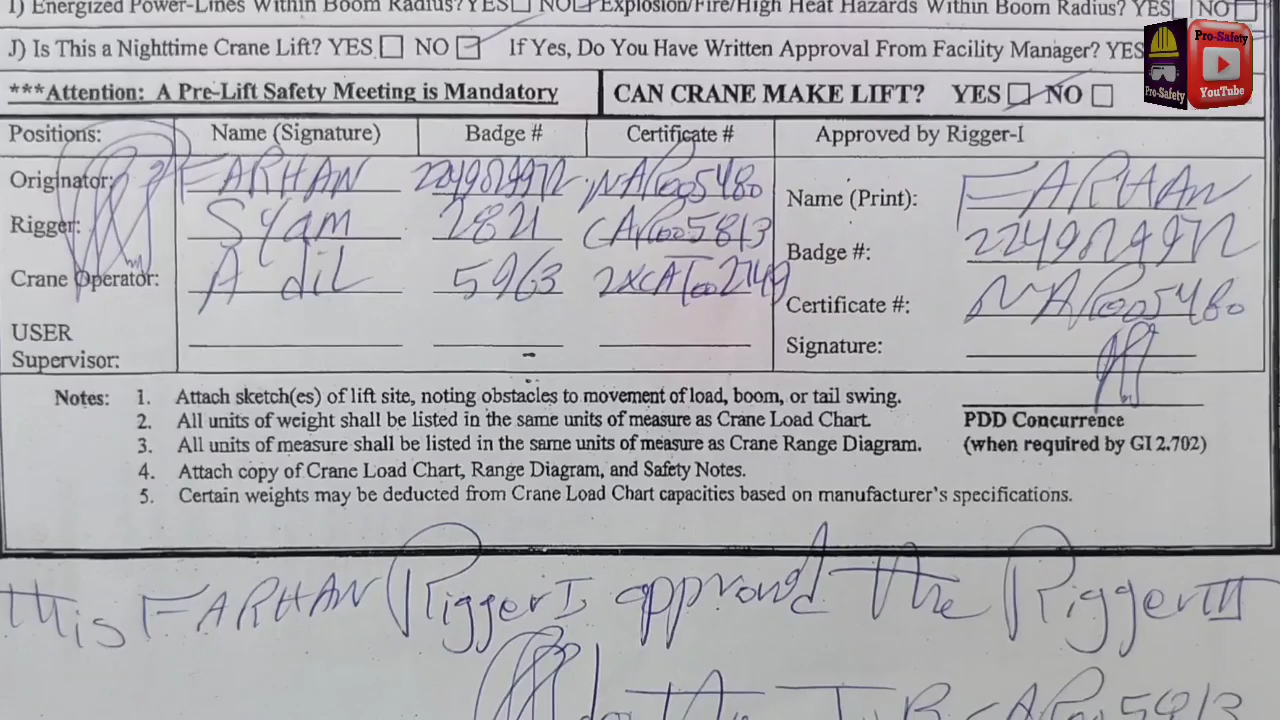 I) Energized Power-Lines Within Boom Radius? YES NO Explosion/Fire/High Heat Hazards Within Boom Radius? YES NO
J) Is This a Nighttime Crane Lift? YES NO If Yes, Do You Have Written Approval From Facility Manager? YES
***Attention: A Pre-Lift Safety Meeting is Mandatory CAN CRANE MAKE LIFT? YES NO
Pro-Safety
Pro-Safety
YouTube
Positions: Name (Signature) Badge # Certificate # Approved by Rigger-I
Originator: FARHAN 2249829972
Rigger: Syam 2821
Crane Operator: AdiL 5963
USER
Supervisor:
Name (Print): FARHAN
Badge #: 2249829972
Certificate #:
Signature:
Notes: 1. Attach sketch(es) of lift site, noting obstacles to movement of load, boom, or tail swing.
2. All units of weight shall be listed in the same units of measure as Crane Load Chart.
3. All units of measure shall be listed in the same units of measure as Crane Range Diagram.
4. Attach copy of Crane Load Chart, Range Diagram, and Safety Notes.
5. Certain weights may be deducted from Crane Load Chart capacities based on manufacturer's specifications.
PDD Concurrence
(when required by GI 2.702)
this FARHAN Rigger I approved the Rigger III